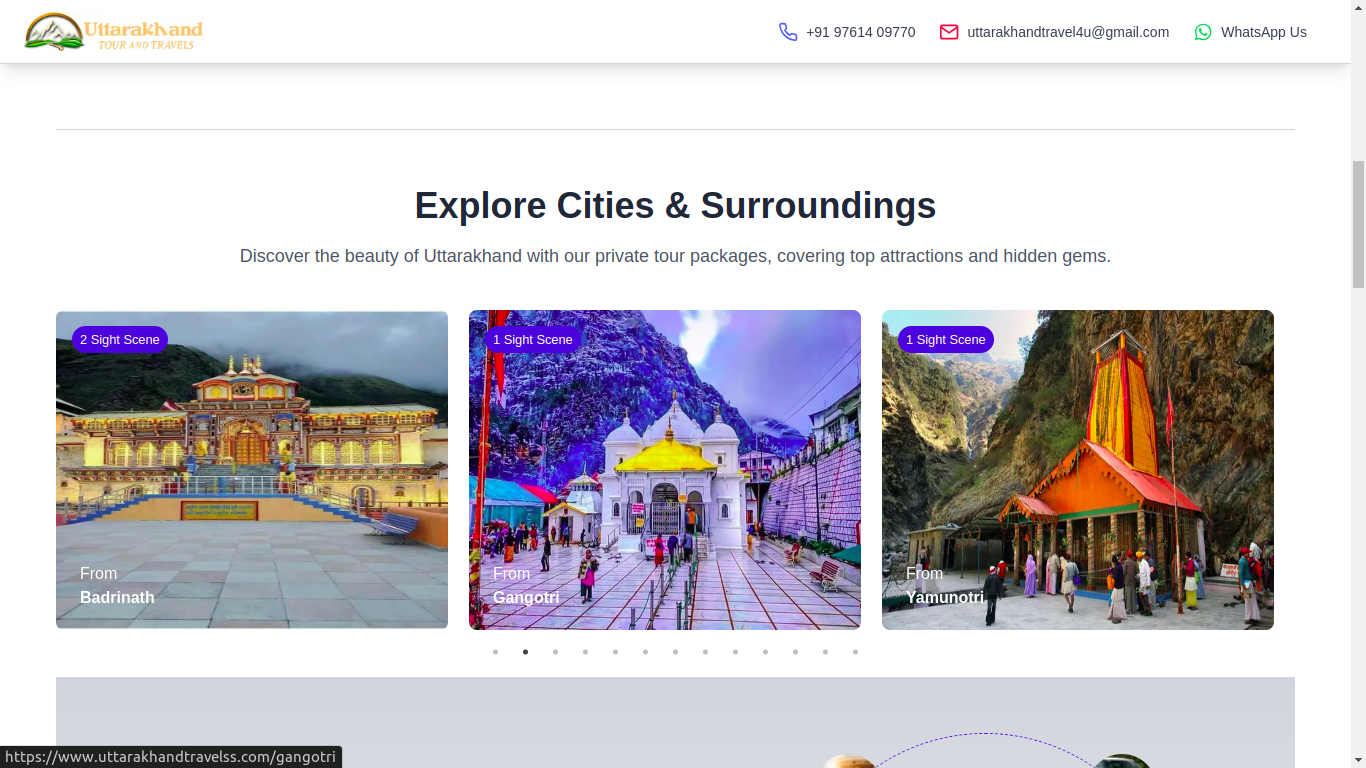 Uttarakhand
TOUR AND TRAVELS
+91 97614 09770
uttarakhandtravel4u@gmail.com
WhatsApp Us
Explore Cities & Surroundings
Discover the beauty of Uttarakhand with our private tour packages, covering top attractions and hidden gems.
2 Sight Scene
1 Sight Scene
1 Sight Scene
From
Badrinath
From
Gangotri
From
Yamunotri
https://www.uttarakhandtravelss.com/gangotri